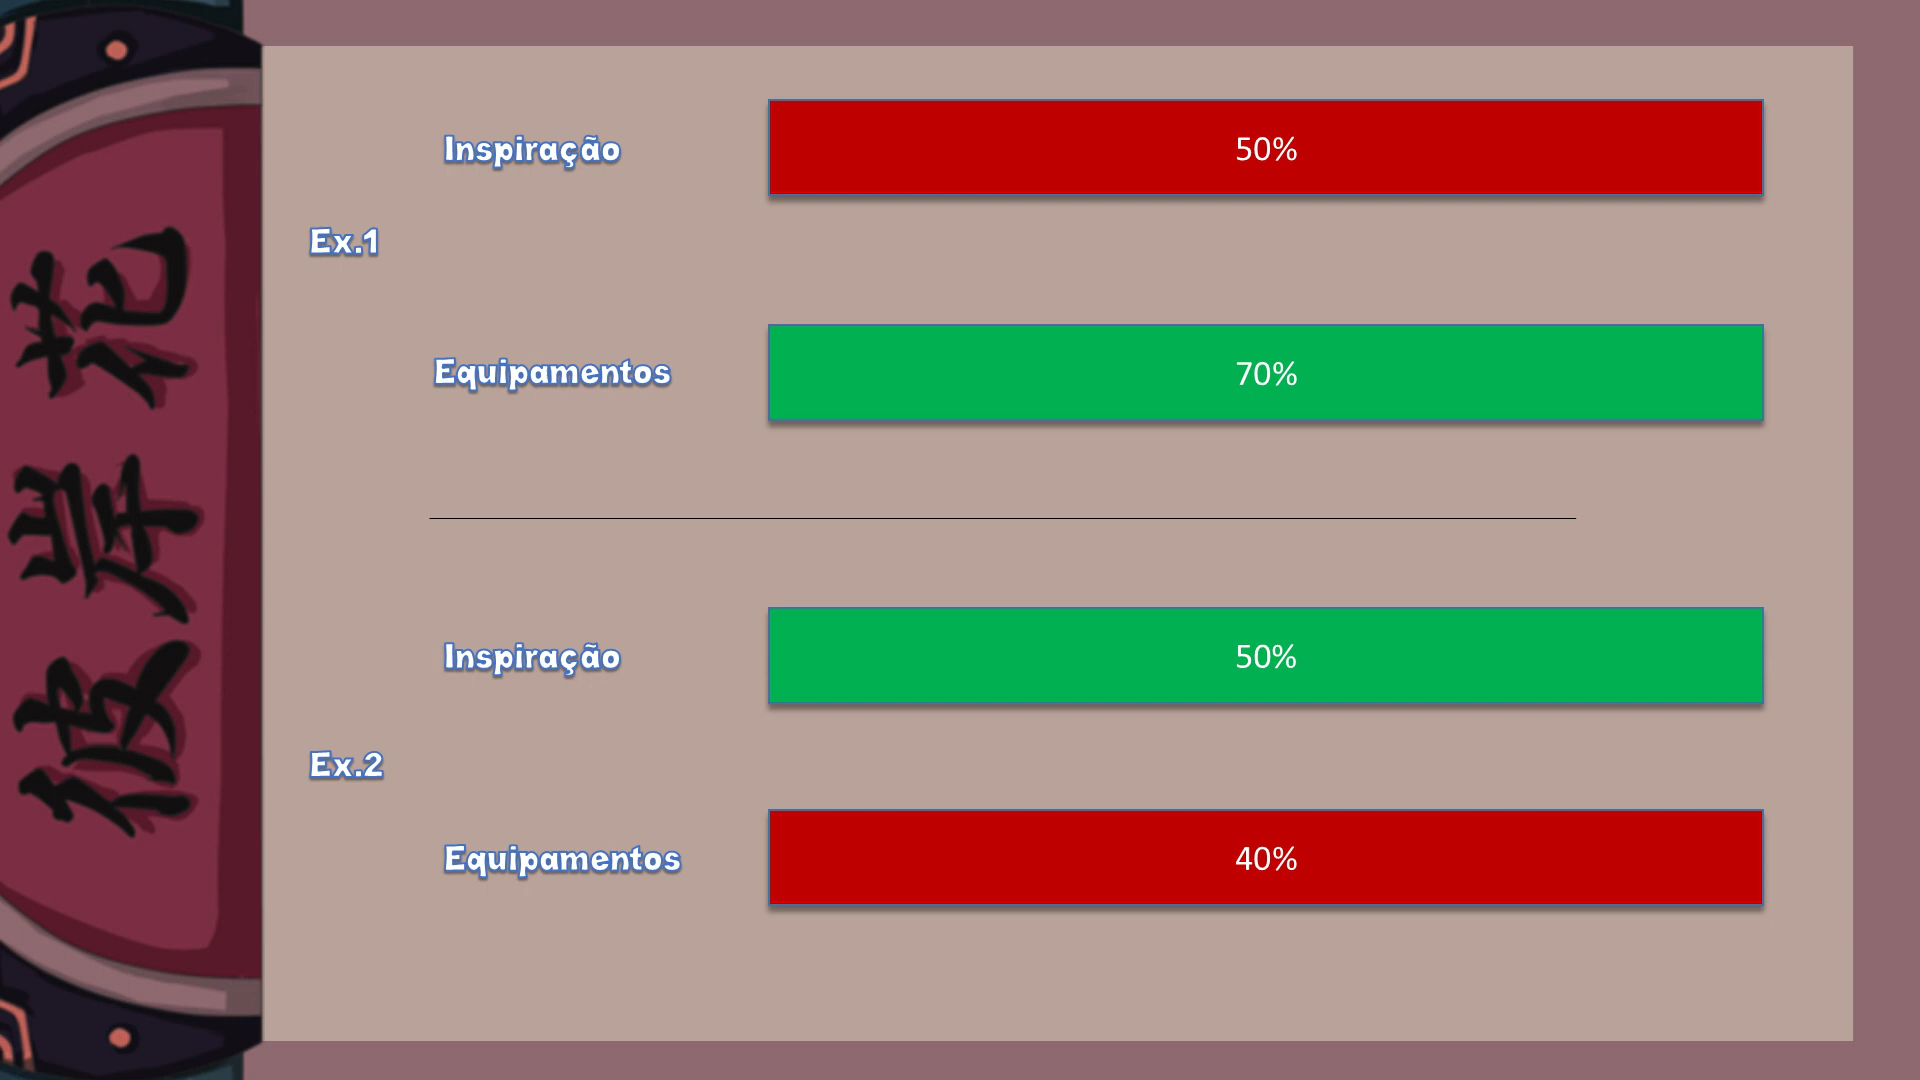 彼岸花
Inspiração
50%
Ex.1
Equipamentos
70%
Inspiração
50%
Ex.2
Equipamentos
40%